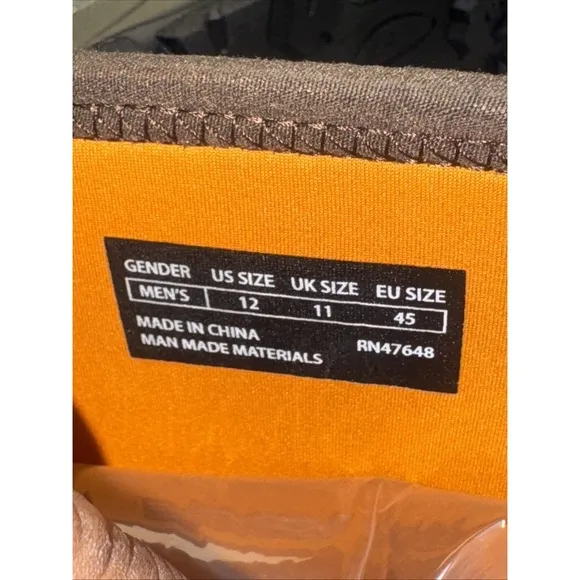 GENDER US SIZE UK SIZE EU SIZE
MEN'S 12 11 45
MADE IN CHINA
MAN MADE MATERIALS RN47648